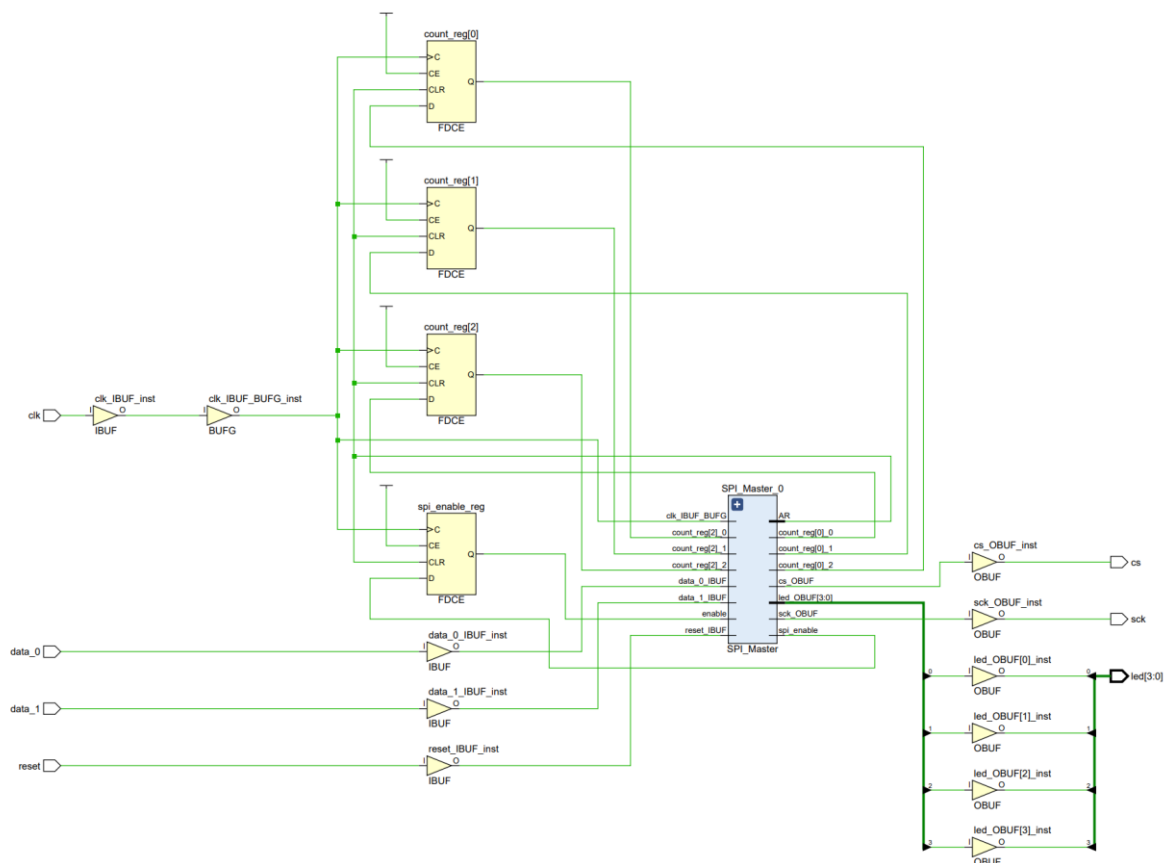 count_reg[0]
C
CE
Q
CLR
D
FDCE
count_reg[1]
C
CE
Q
CLR
D
FDCE
count_reg[2]
C
CE
Q
CLR
D
FDCE
clk
clk_IBUF_inst
I
O
IBUF
clk_IBUF_BUFG_inst
I
O
BUFG
spi_enable_reg
C
CE
Q
CLR
D
FDCE
SPI_Master_0
clk_IBUF_BUFG
AR
count_reg[2]_0
count_reg[0]_0
count_reg[2]_1
count_reg[0]_1
count_reg[2]_2
count_reg[0]_2
data_0_IBUF
cs_OBUF
data_1_IBUF
led_OBUF[3:0]
enable
sck_OBUF
reset_IBUF
spi_enable
SPI_Master
cs_OBUF_inst
I
O
OBUF
cs
sck_OBUF_inst
I
O
OBUF
sck
data_0
data_0_IBUF_inst
I
O
IBUF
data_1
data_1_IBUF_inst
I
O
IBUF
reset
reset_IBUF_inst
I
O
IBUF
led_OBUF[0]_inst
0
I
O
0
OBUF
led[3:0]
led_OBUF[1]_inst
1
I
O
1
OBUF
led_OBUF[2]_inst
2
I
O
2
OBUF
led_OBUF[3]_inst
3
I
O
3
OBUF